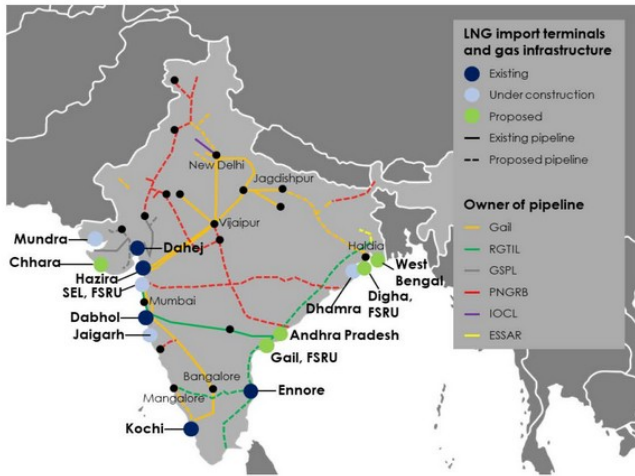 LNG import terminals
and gas infrastructure
Existing
Under construction
Proposed
Existing pipeline
Proposed pipeline
Owner of pipeline
Gail
RGTIL
GSPL
PNGRB
IOCL
ESSAR
New Delhi
Jagdishpur
Vijaipur
Mundra
Dahej
Chhara
Hazira
SEL, FSRU
Mumbai
Dabhol
Jaigarh
Haldia
West
Bengal
Dhamra
Digha,
FSRU
Andhra Pradesh
Gail, FSRU
Bangalore
Mangalore
Ennore
Kochi